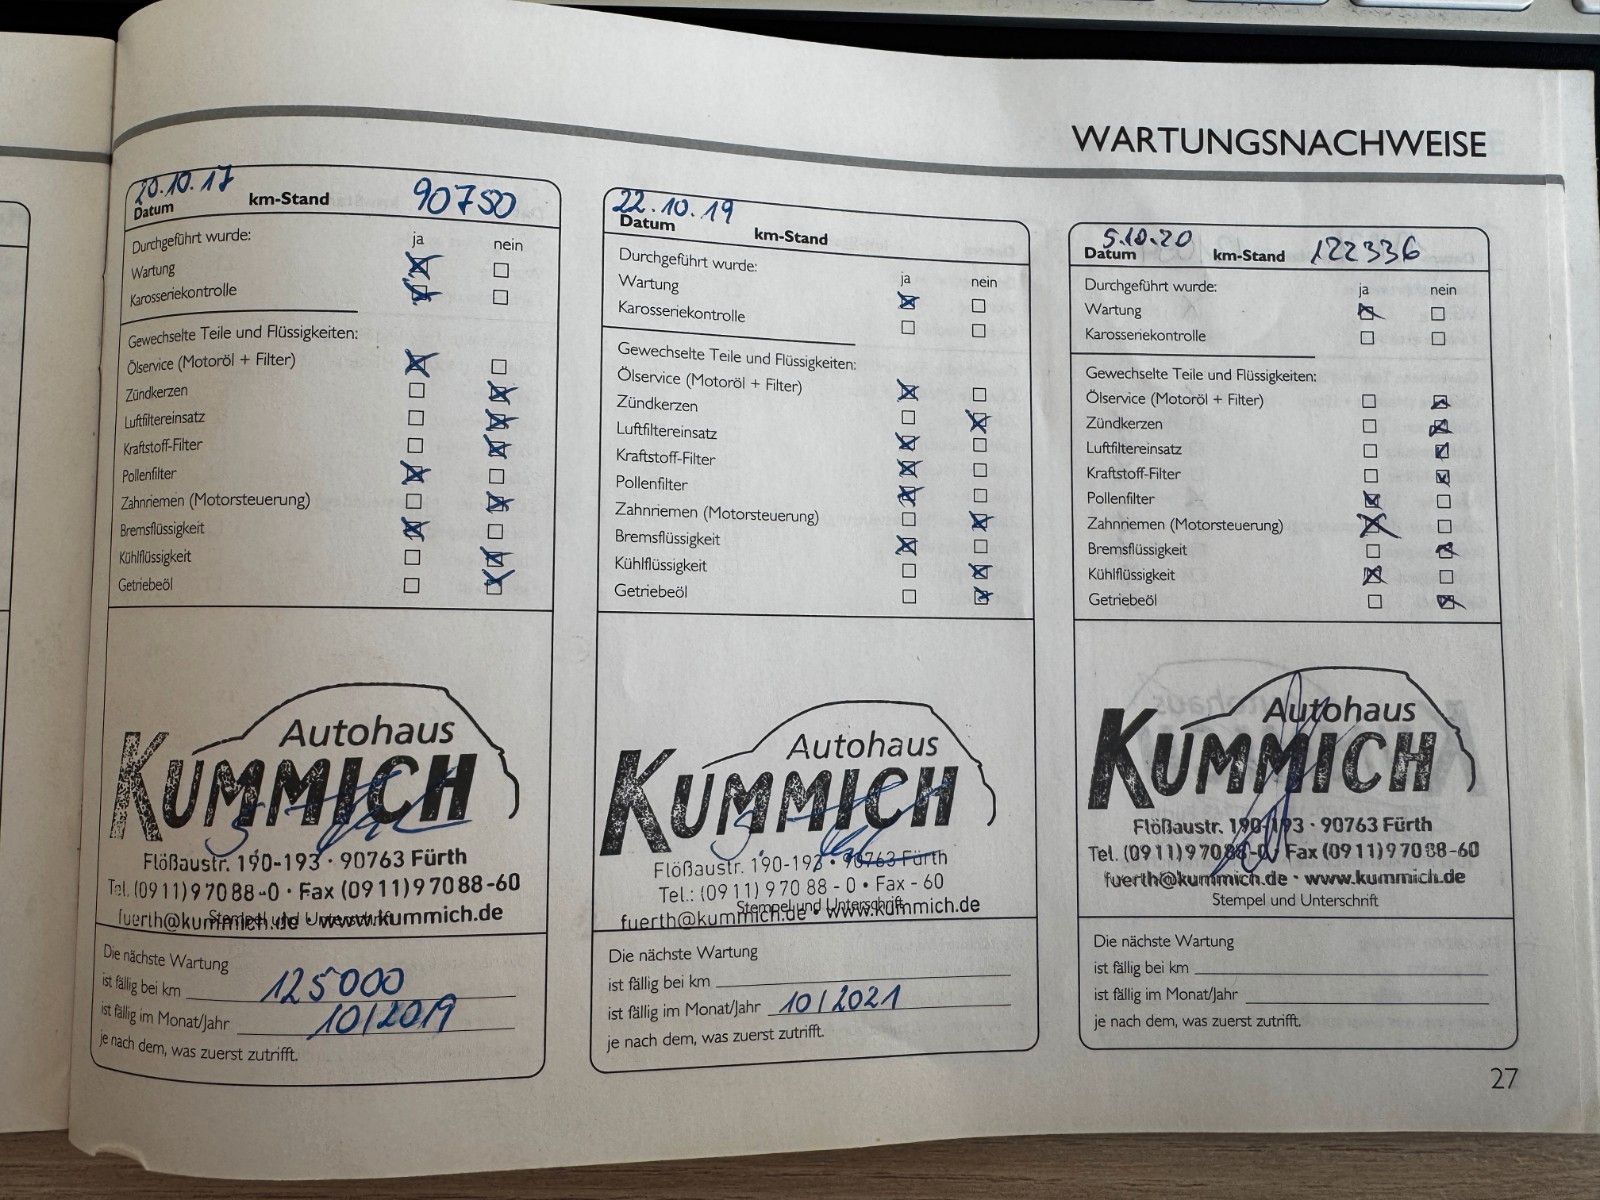 WARTUNGSNACHWEISE
20.10.17 90750
Datum km-Stand
Durchgeführt wurde: ja nein
Wartung
Karosseriekontrolle
Gewechselte Teile und Flüssigkeiten:
Ölservice (Motoröl + Filter)
Zündkerzen
Luftfiltereinsatz
Kraftstoff-Filter
Pollenfilter
Zahnriemen (Motorsteuerung)
Bremsflüssigkeit
Kühlflüssigkeit
Getriebeöl
Autohaus
KUMMICH
Flößaustr. 190-193 · 90763 Fürth
Tel. (0911) 97088-0 · Fax (0911) 97088-60
fuerth@kummich.de · www.kummich.de
Stempel und Unterschrift
Die nächste Wartung
ist fällig bei km 125000
ist fällig im Monat/Jahr 10/2019
je nach dem, was zuerst zutrifft.
22.10.19
Datum km-Stand
Durchgeführt wurde: ja nein
Wartung
Karosseriekontrolle
Gewechselte Teile und Flüssigkeiten:
Ölservice (Motoröl + Filter)
Zündkerzen
Luftfiltereinsatz
Kraftstoff-Filter
Pollenfilter
Zahnriemen (Motorsteuerung)
Bremsflüssigkeit
Kühlflüssigkeit
Getriebeöl
Autohaus
KUMMICH
Flößaustr. 190-193 • 90763 Fürth
Tel.: (09 11) 9 70 88 - 0 • Fax - 60
fuerth@kummich.de • www.kummich.de
Stempel und Unterschrift
Die nächste Wartung
ist fällig bei km
ist fällig im Monat/Jahr 10/2021
je nach dem, was zuerst zutrifft.
5.10.20 122336
Datum km-Stand
Durchgeführt wurde: ja nein
Wartung
Karosseriekontrolle
Gewechselte Teile und Flüssigkeiten:
Ölservice (Motoröl + Filter)
Zündkerzen
Luftfiltereinsatz
Kraftstoff-Filter
Pollenfilter
Zahnriemen (Motorsteuerung)
Bremsflüssigkeit
Kühlflüssigkeit
Getriebeöl
Autohaus
KUMMICH
Flößaustr. 190-193 · 90763 Fürth
Tel. (0911) 97088-0 · Fax (0911) 97088-60
fuerth@kummich.de · www.kummich.de
Stempel und Unterschrift
Die nächste Wartung
ist fällig bei km
ist fällig im Monat/Jahr
je nach dem, was zuerst zutrifft.
27